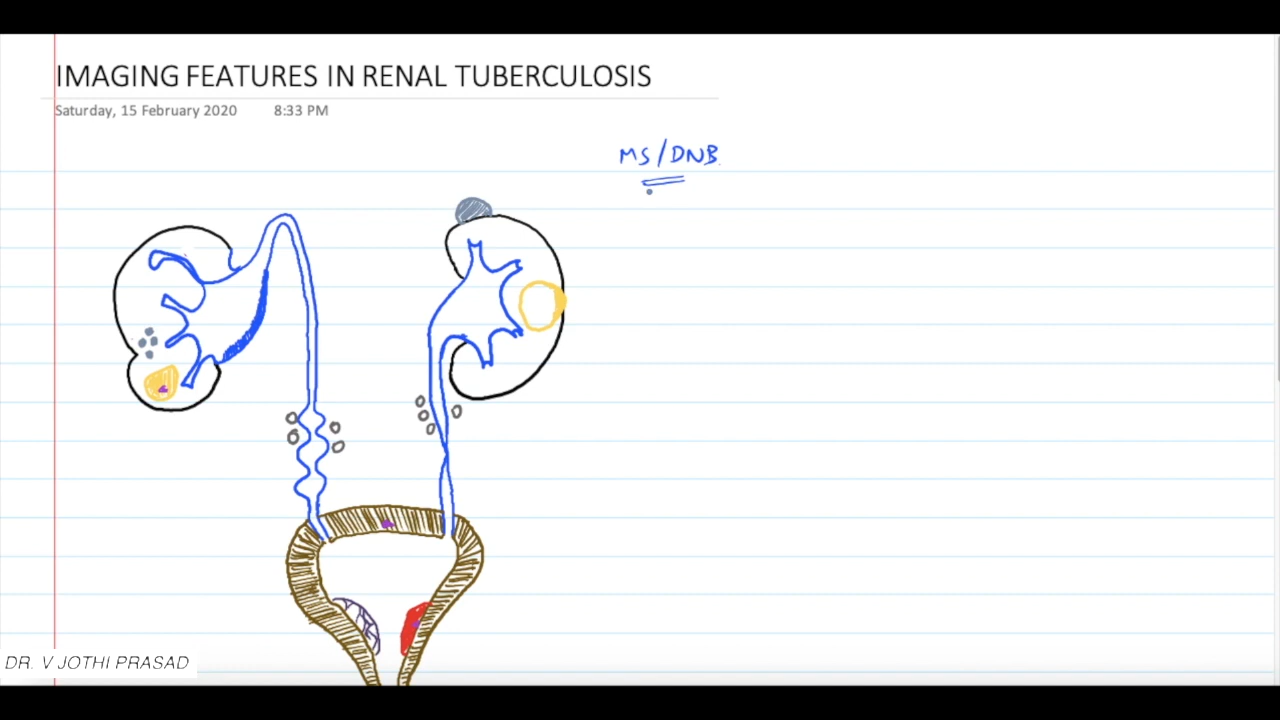 IMAGING FEATURES IN RENAL TUBERCULOSIS
Saturday, 15 February 2020 8:33 PM
MS/DNB
DR. V JOTHI PRASAD